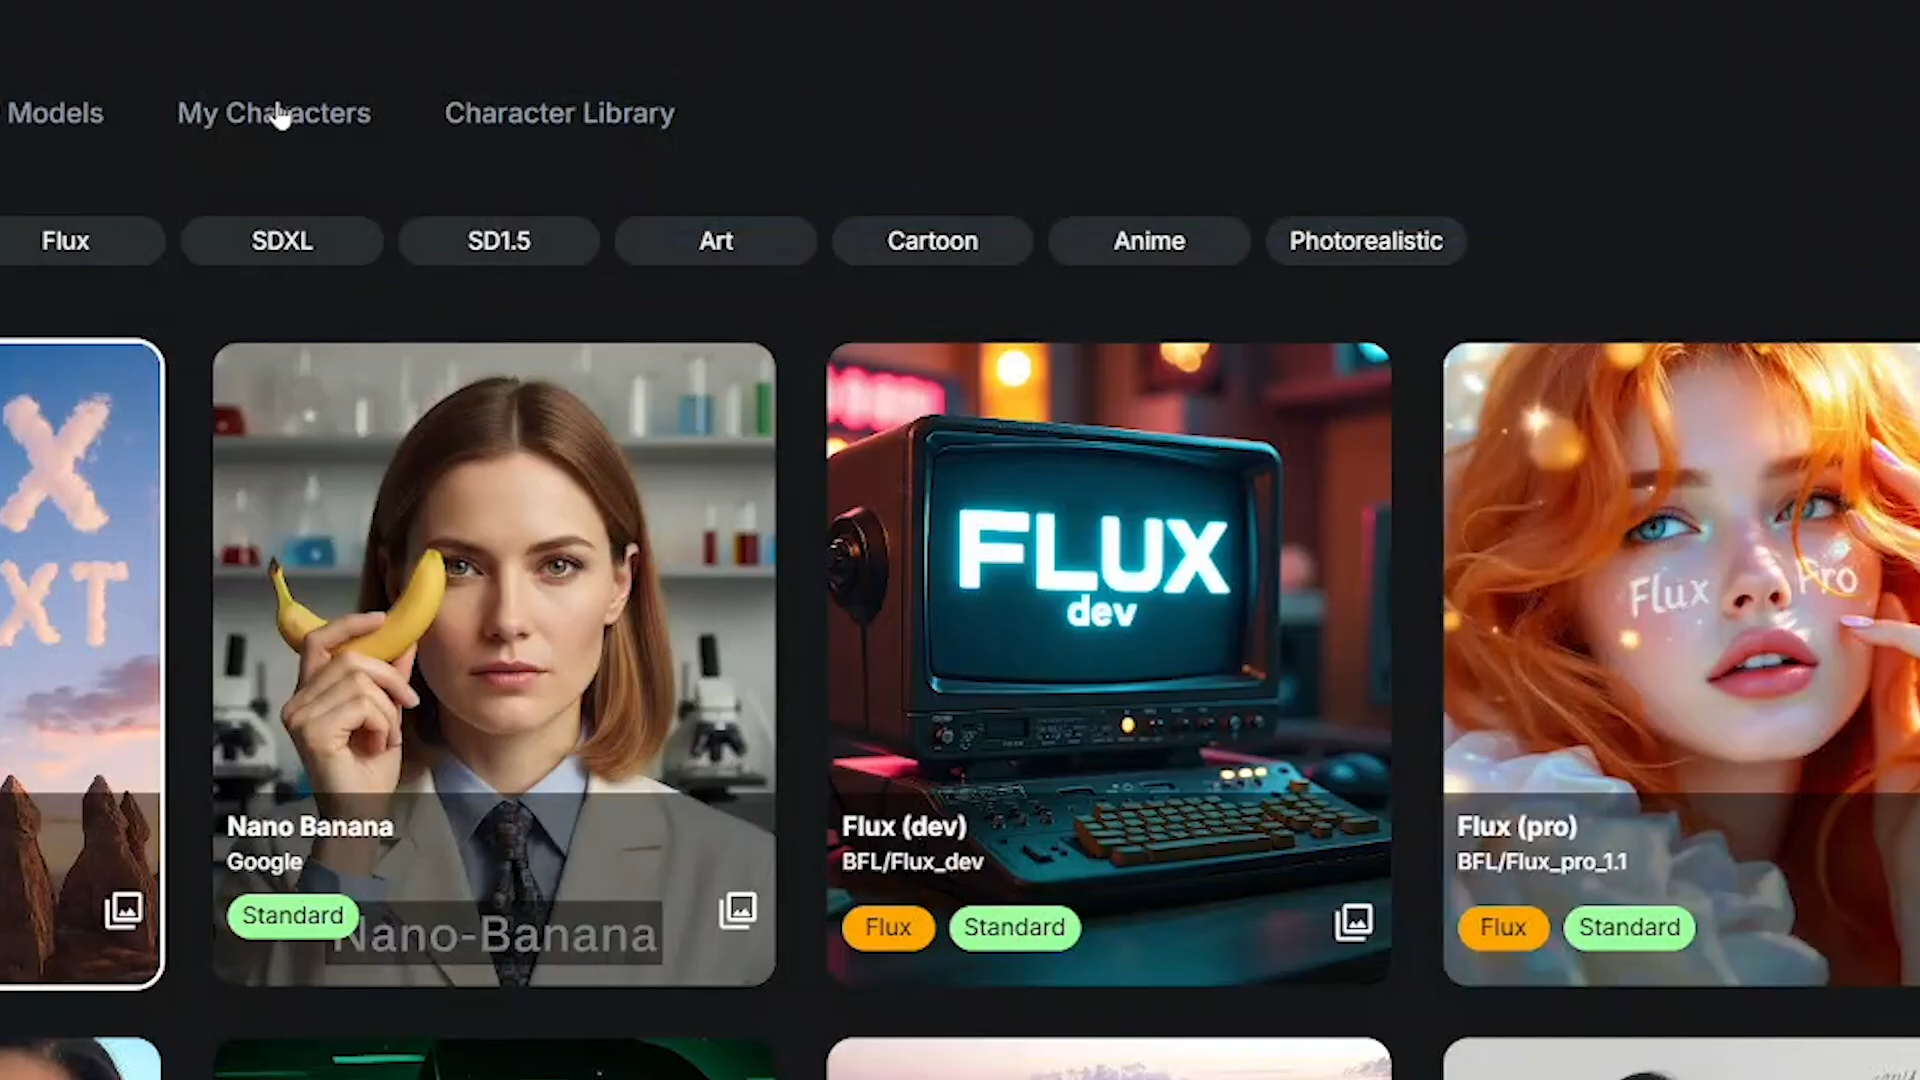 Models My Characters Character Library
Flux SDXL SD1.5 Art Cartoon Anime Photorealistic
X
XT
FLUX
dev
Flux Pro
Nano Banana
Google
Standard
Nano-Banana
Flux (dev)
BFL/Flux_dev
Flux Standard
Flux (pro)
BFL/Flux_pro_1.1
Flux Standard